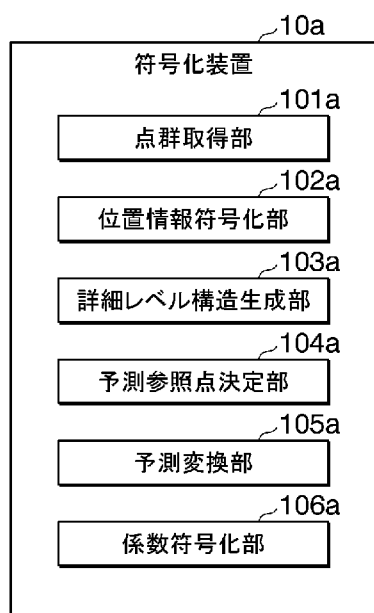 10a
符号化装置
101a
点群取得部
102a
位置情報符号化部
103a
詳細レベル構造生成部
104a
予測参照点決定部
105a
予測変換部
106a
係数符号化部